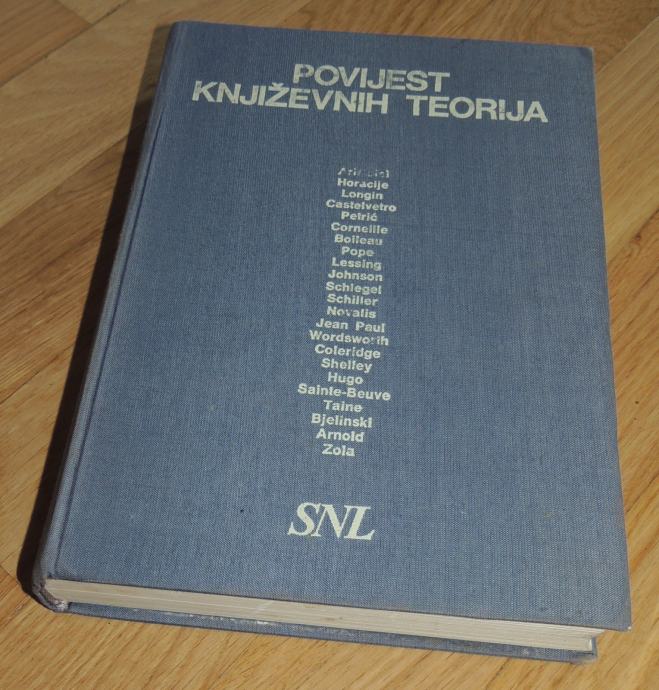 POVIJEST
KNJIŽEVNIH TEORIJA
Horacije
Longin
Castelvetro
Petrić
Corneille
Boileau
Pope
Lessing
Johnson
Schlegel
Schiller
Novalis
Jean Paul
Wordsworth
Coleridge
Shelley
Hugo
Sainte-Beuve
Taine
Bjelinski
Arnold
Zola
SNL